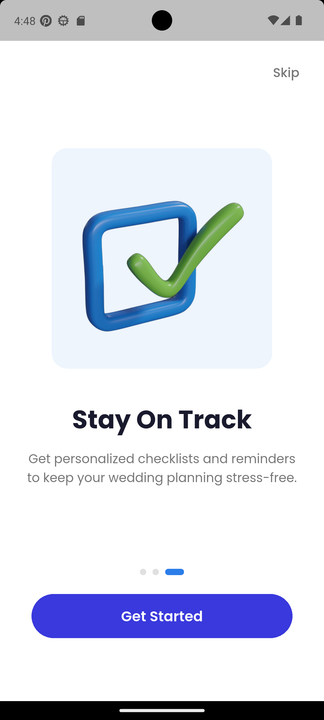 4:48
Skip
Stay On Track
Get personalized checklists and reminders
to keep your wedding planning stress-free.
Get Started